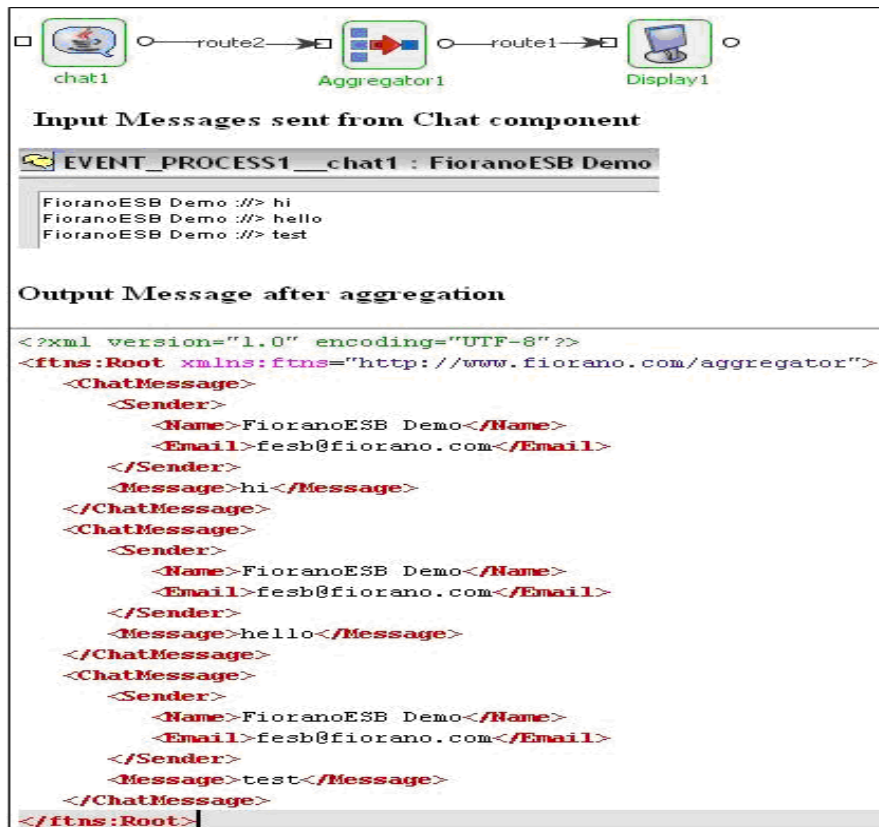 route2
route1
chat1
Aggregator1
Display1
Input Messages sent from Chat component
EVENT_PROCESS1__chat1 : FioranoESB Demo
FioranoESB Demo ://> hi
FioranoESB Demo ://> hello
FioranoESB Demo ://> test
Output Message after aggregation
<?xml version="1.0" encoding="UTF-8"?>
<ftns:Root xmlns:ftns="http://www.fiorano.com/aggregator">
<ChatMessage>
<Sender>
<Name>FioranoESB Demo</Name>
<Email>fesb@fiorano.com</Email>
</Sender>
<Message>hi</Message>
</ChatMessage>
<ChatMessage>
<Sender>
<Name>FioranoESB Demo</Name>
<Email>fesb@fiorano.com</Email>
</Sender>
<Message>hello</Message>
</ChatMessage>
<ChatMessage>
<Sender>
<Name>FioranoESB Demo</Name>
<Email>fesb@fiorano.com</Email>
</Sender>
<Message>test</Message>
</ChatMessage>
</ftns:Root>